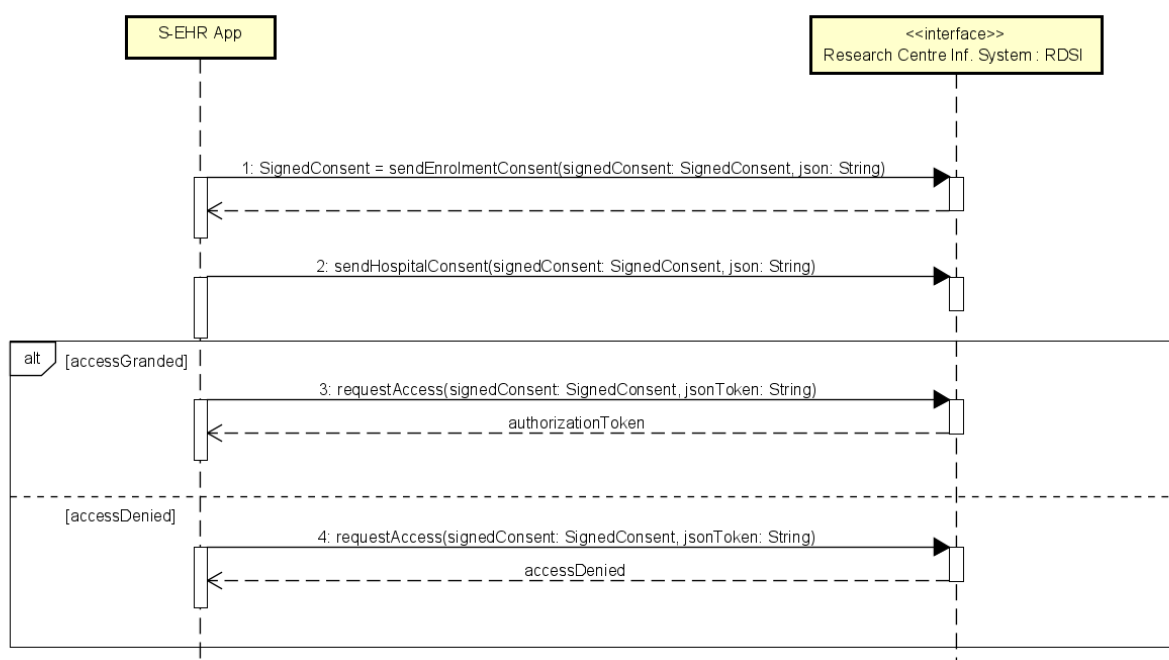 S-EHR App
<<interface>>
Research Centre Inf. System : RDSI
1: SignedConsent = sendEnrolmentConsent(signedConsent: SignedConsent, json: String)
2: sendHospitalConsent(signedConsent: SignedConsent, json: String)
alt
[accessGranded]
3: requestAccess(signedConsent: SignedConsent, jsonToken: String)
authorizationToken
[accessDenied]
4: requestAccess(signedConsent: SignedConsent, jsonToken: String)
accessDenied